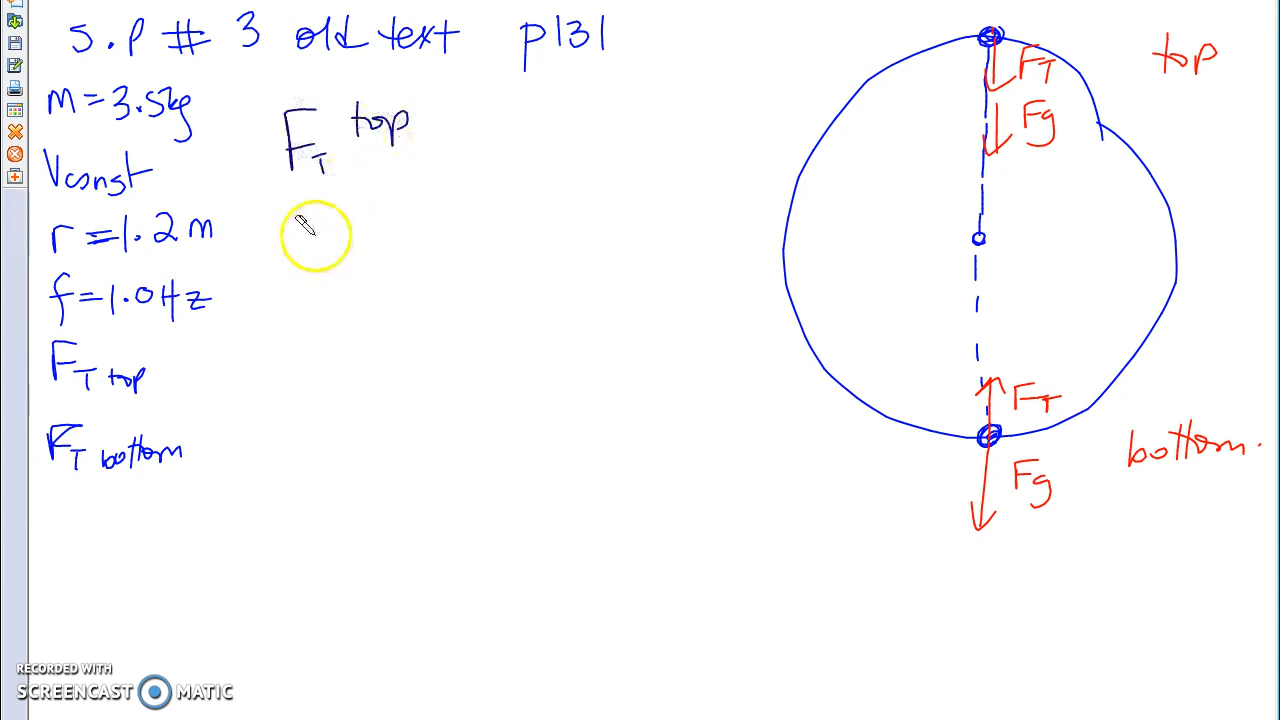 S.P # 3 old text p131
m = 3.5kg
Vconst
r = 1.2 m
f = 1.0 Hz
FT top
FT bottom
FT top
top
FT
Fg
FT
Fg
bottom.
RECORDED WITH
SCREENCAST MATIC